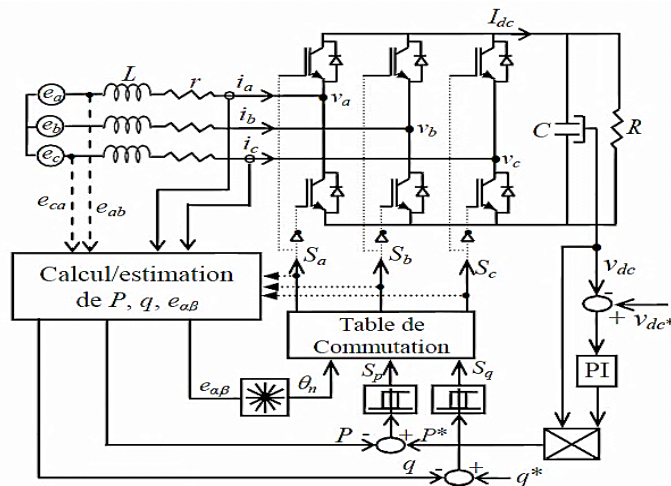 I_dc
L
r
e_a
i_a
v_a
e_b
i_b
v_b
C
R
e_c
i_c
v_c
e_ca
e_ab
S_a
S_b
S_c
v_dc
Calcul/estimation
de P, q, e_αβ
-
+
v_dc*
Table de
Commutation
PI
S_p
S_q
e_αβ
θ_n
P
-
+
P*
q
-
+
q*